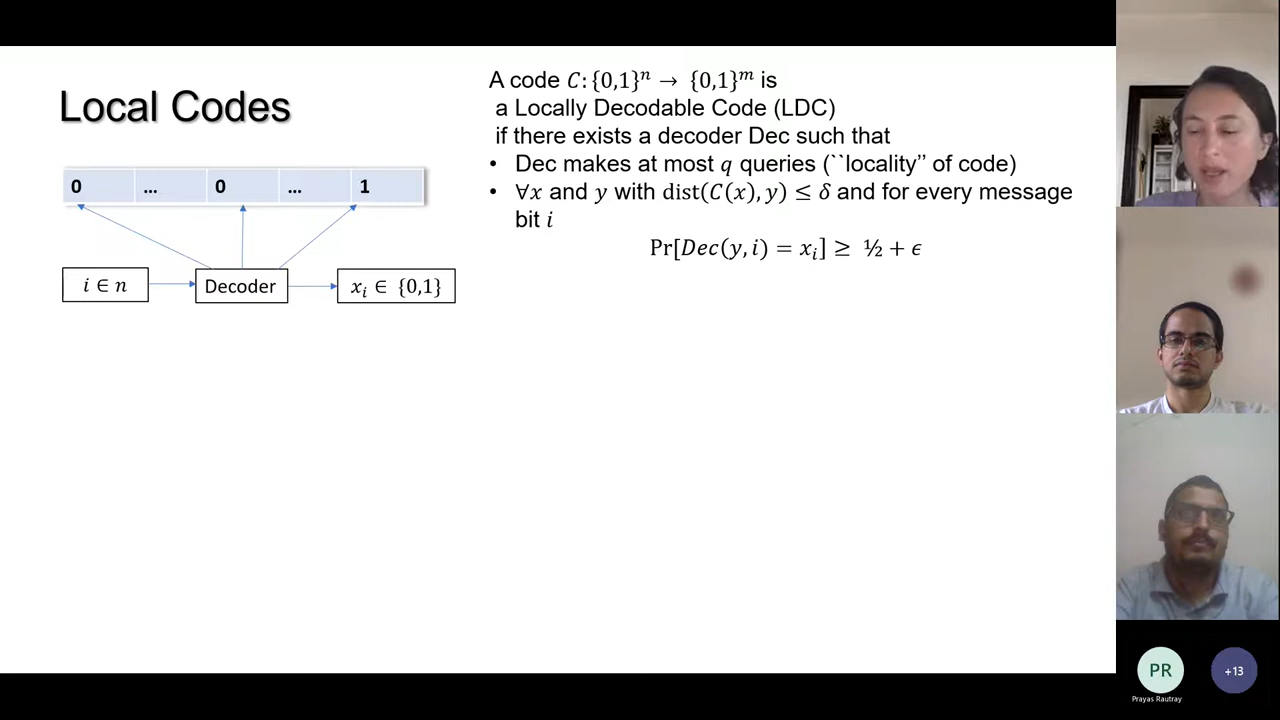 Local Codes
0 ... 0 ... 1
i ∈ n
Decoder
x_i ∈ {0,1}
A code C: {0,1}^n → {0,1}^m is
a Locally Decodable Code (LDC)
if there exists a decoder Dec such that
• Dec makes at most q queries (``locality'' of code)
• ∀x and y with dist(C(x), y) ≤ δ and for every message
bit i
Pr[Dec(y, i) = x_i] ≥ ½ + ϵ
PR
Prayas Rautray
+13